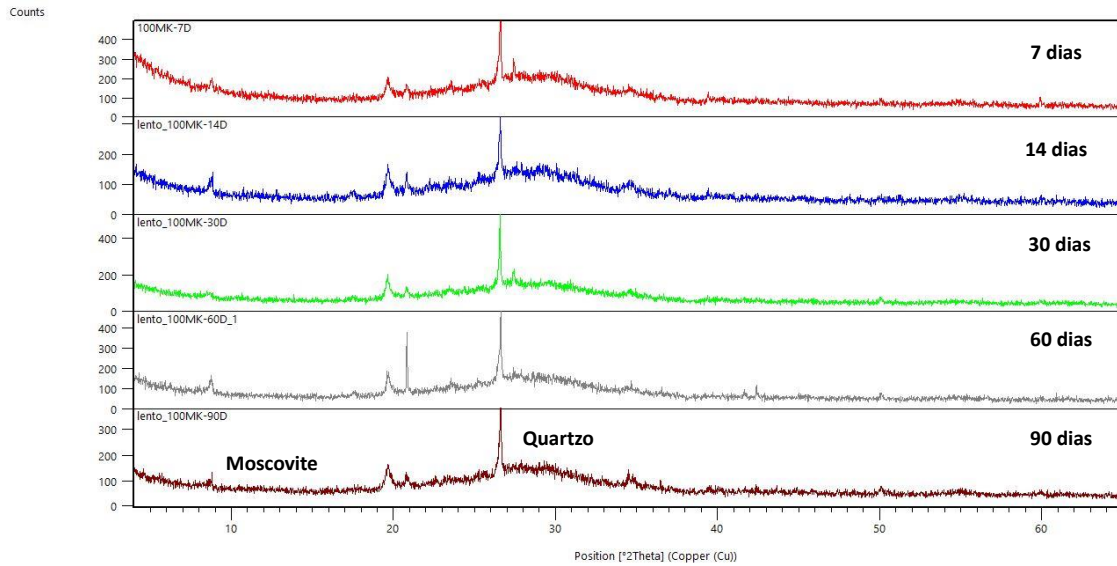 Counts
100MK-7D
7 dias
400
300
200
100
0
lento_100MK-14D
14 dias
200
100
0
lento_100MK-30D
30 dias
400
200
0
lento_100MK-60D_1
60 dias
400
300
200
100
0
lento_100MK-90D
90 dias
300
200
100
0
Moscovite
Quartzo
10 20 30 40 50 60
Position [°2Theta] (Copper (Cu))